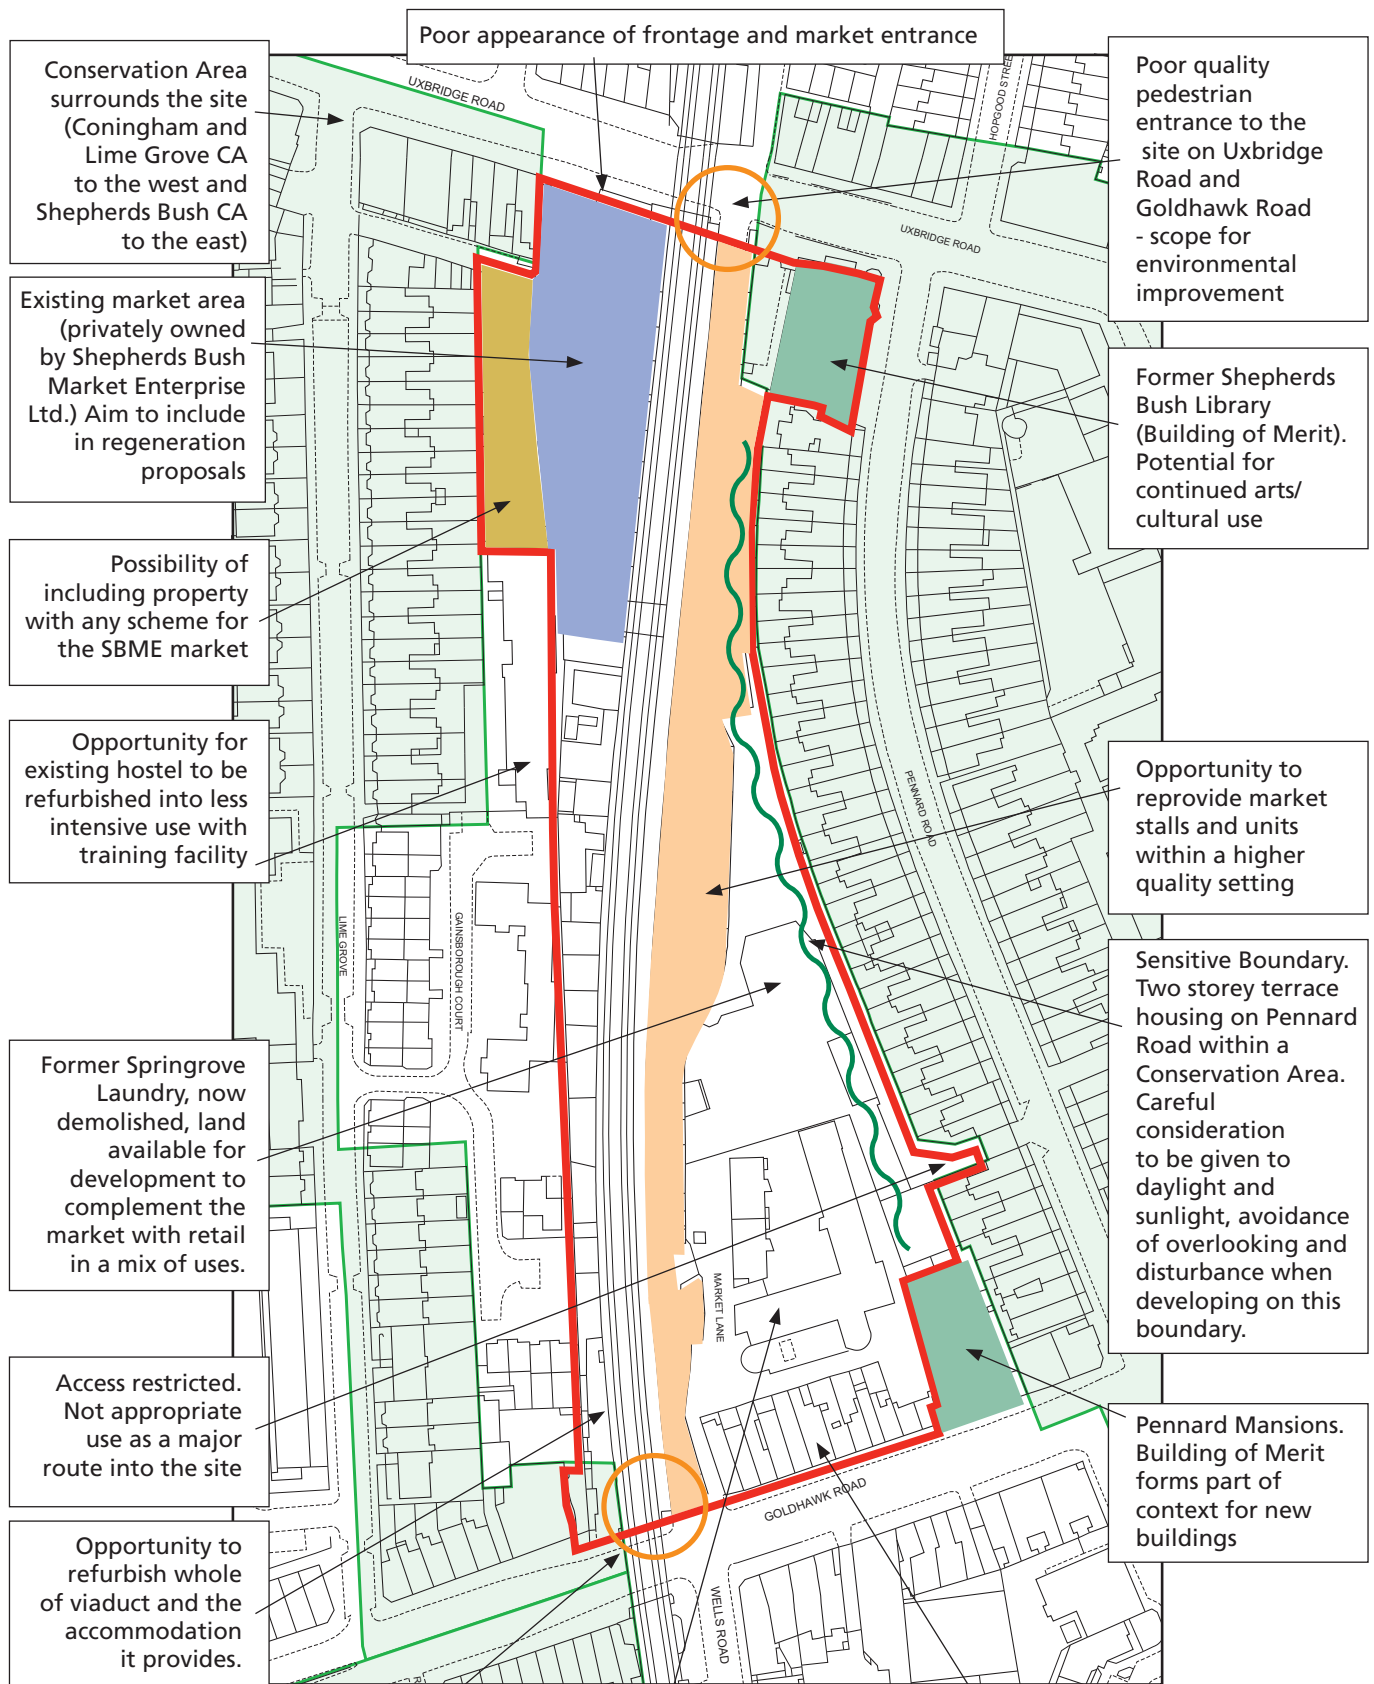 Poor appearance of frontage and market entrance
Conservation Area
surrounds the site
(Coningham and
Lime Grove CA
to the west and
Shepherds Bush CA
to the east)
Existing market area
(privately owned
by Shepherds Bush
Market Enterprise
Ltd.) Aim to include
in regeneration
proposals
Possibility of
including property
with any scheme for
the SBME market
Opportunity for
existing hostel to be
refurbished into less
intensive use with
training facility
Former Springrove
Laundry, now
demolished, land
available for
development to
complement the
market with retail
in a mix of uses.
Access restricted.
Not appropriate
use as a major
route into the site
Opportunity to
refurbish whole
of viaduct and the
accommodation
it provides.
UXBRIDGE ROAD
HOPGOOD STREE
UXBRIDGE ROAD
PENNARD ROAD
LIME GROVE
GAINSBOROUGH COURT
MARKET LANE
GOLDHAWK ROAD
WELLS ROAD
R
Poor quality
pedestrian
entrance to the
site on Uxbridge
Road and
Goldhawk Road
- scope for
environmental
improvement
Former Shepherds
Bush Library
(Building of Merit).
Potential for
continued arts/
cultural use
Opportunity to
reprovide market
stalls and units
within a higher
quality setting
Sensitive Boundary.
Two storey terrace
housing on Pennard
Road within a
Conservation Area.
Careful
consideration
to be given to
daylight and
sunlight, avoidance
of overlooking and
disturbance when
developing on this
boundary.
Pennard Mansions.
Building of Merit
forms part of
context for new
buildings